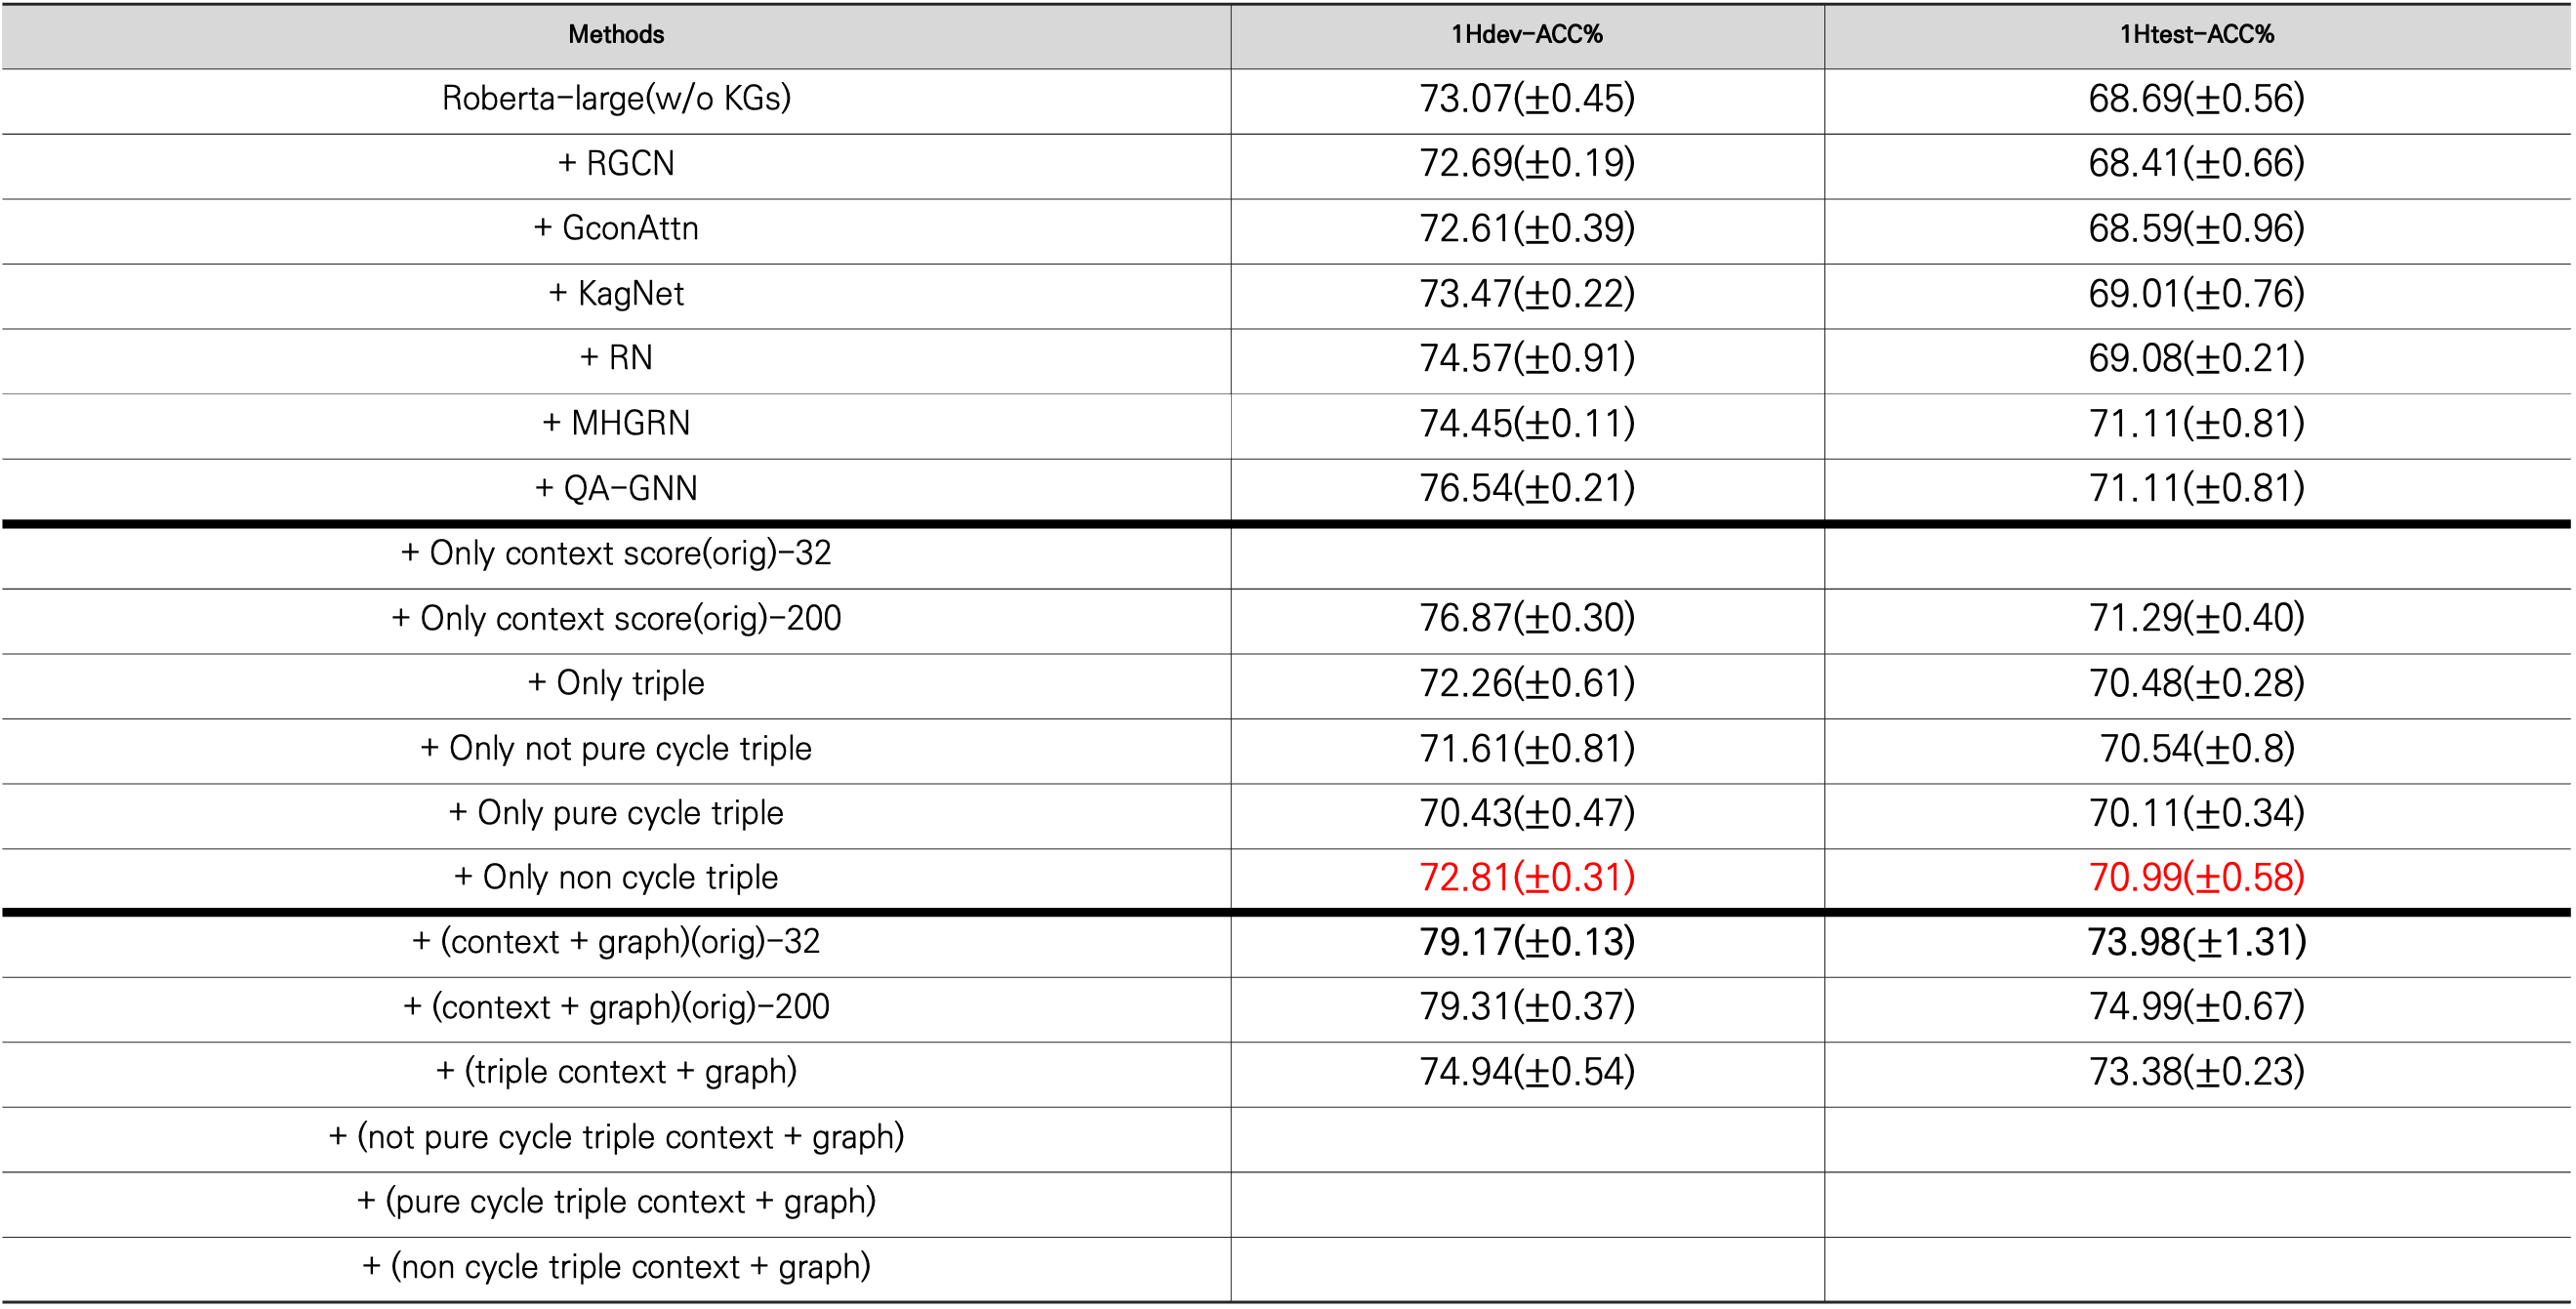 Methods 1Hdev-ACC% 1Htest-ACC%
Roberta-large(w/o KGs) 73.07(±0.45) 68.69(±0.56)
+ RGCN 72.69(±0.19) 68.41(±0.66)
+ GconAttn 72.61(±0.39) 68.59(±0.96)
+ KagNet 73.47(±0.22) 69.01(±0.76)
+ RN 74.57(±0.91) 69.08(±0.21)
+ MHGRN 74.45(±0.11) 71.11(±0.81)
+ QA-GNN 76.54(±0.21) 71.11(±0.81)
+ Only context score(orig)-32
+ Only context score(orig)-200 76.87(±0.30) 71.29(±0.40)
+ Only triple 72.26(±0.61) 70.48(±0.28)
+ Only not pure cycle triple 71.61(±0.81) 70.54(±0.8)
+ Only pure cycle triple 70.43(±0.47) 70.11(±0.34)
+ Only non cycle triple 72.81(±0.31) 70.99(±0.58)
+ (context + graph)(orig)-32 79.17(±0.13) 73.98(±1.31)
+ (context + graph)(orig)-200 79.31(±0.37) 74.99(±0.67)
+ (triple context + graph) 74.94(±0.54) 73.38(±0.23)
+ (not pure cycle triple context + graph)
+ (pure cycle triple context + graph)
+ (non cycle triple context + graph)